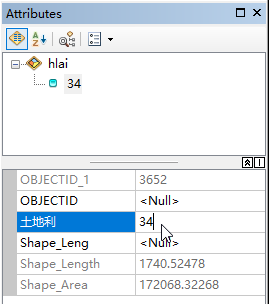 Attributes
hlai
34
OBJECTID_1 3652
OBJECTID <Null>
土地利 34
Shape_Leng <Null>
Shape_Length 1740.52478
Shape_Area 172068.32268